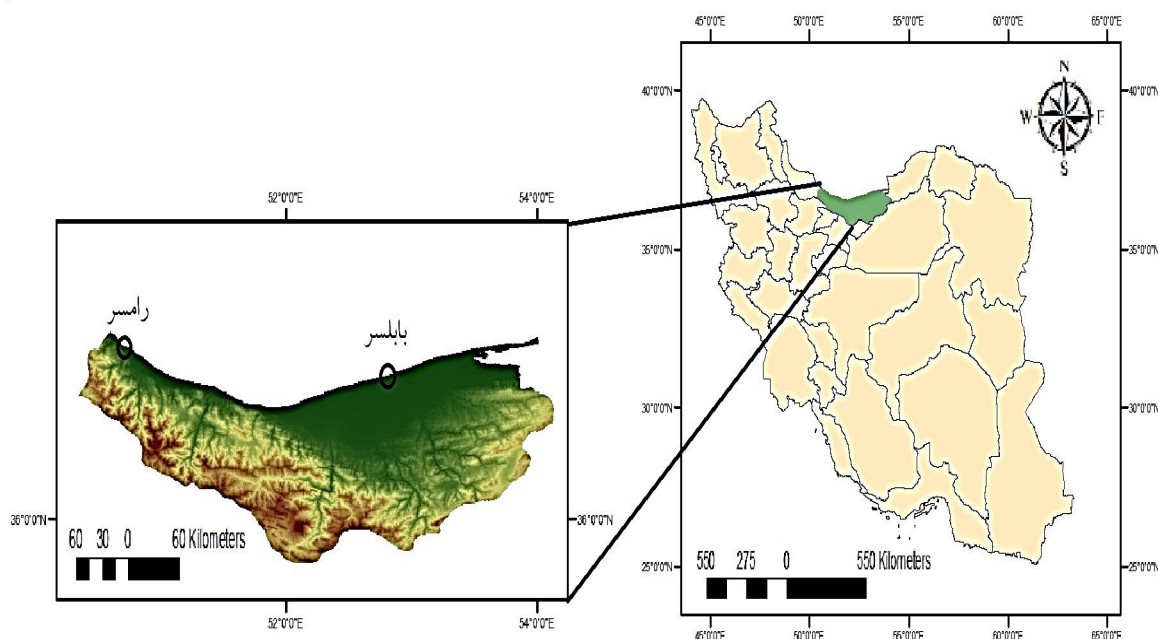 45°0'0"E 50°0'0"E 55°0'0"E 60°0'0"E 65°0'0"E
N
W E
S
40°0'0"N 40°0'0"N
35°0'0"N 35°0'0"N
30°0'0"N 30°0'0"N
25°0'0"N 25°0'0"N
550 275 0 550 Kilometers
45°0'0"E 50°0'0"E 55°0'0"E 60°0'0"E 65°0'0"E
52°0'0"E 54°0'0"E
رامسر
بابلسر
36°0'0"N 36°0'0"N
60 30 0 60 Kilometers
52°0'0"E 54°0'0"E